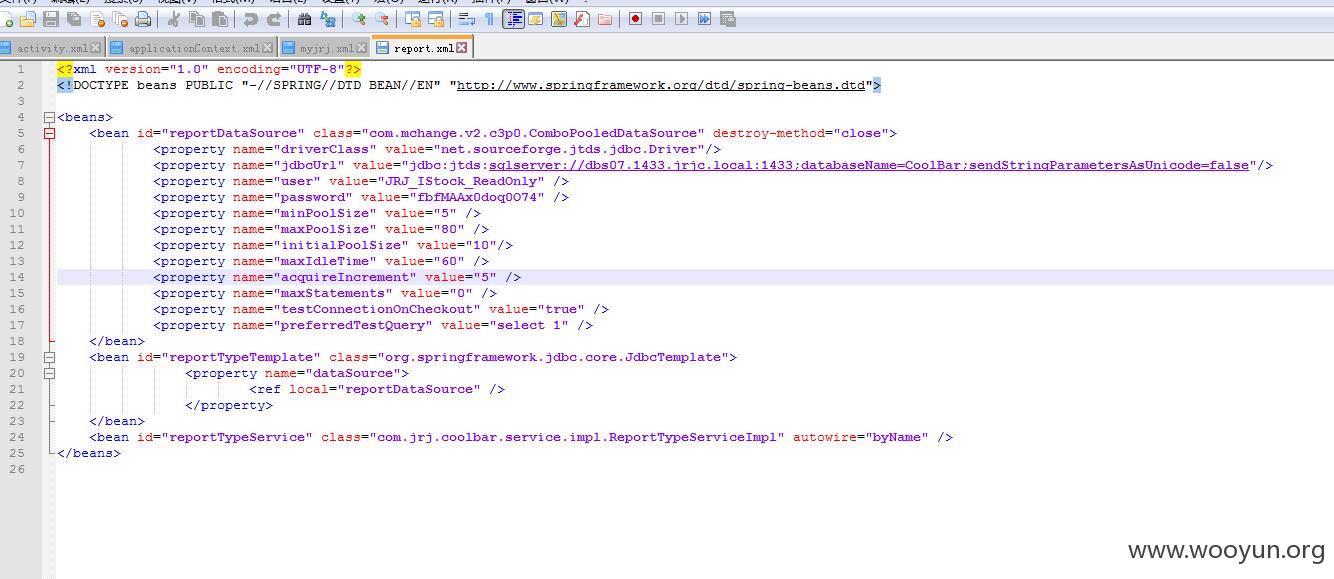 activity.xml applicationContext.xml myjrj.xml report.xml
1 <?xml version="1.0" encoding="UTF-8"?>
2 <!DOCTYPE beans PUBLIC "-//SPRING//DTD BEAN//EN" "http://www.springframework.org/dtd/spring-beans.dtd">
3
4 <beans>
5 <bean id="reportDataSource" class="com.mchange.v2.c3p0.ComboPooledDataSource" destroy-method="close">
6 <property name="driverClass" value="net.sourceforge.jtds.jdbc.Driver"/>
7 <property name="jdbcUrl" value="jdbc:jtds:sqlserver://dbs07.1433.jrjc.local:1433;databaseName=CoolBar;sendStringParametersAsUnicode=false"/>
8 <property name="user" value="JRJ_IStock_ReadOnly" />
9 <property name="password" value="fbfMAAx0doq0O74" />
10 <property name="minPoolSize" value="5" />
11 <property name="maxPoolSize" value="80" />
12 <property name="initialPoolSize" value="10"/>
13 <property name="maxIdleTime" value="60" />
14 <property name="acquireIncrement" value="5" />
15 <property name="maxStatements" value="0" />
16 <property name="testConnectionOnCheckout" value="true" />
17 <property name="preferredTestQuery" value="select 1" />
18 </bean>
19 <bean id="reportTypeTemplate" class="org.springframework.jdbc.core.JdbcTemplate">
20 <property name="dataSource">
21 <ref local="reportDataSource" />
22 </property>
23 </bean>
24 <bean id="reportTypeService" class="com.jrj.coolbar.service.impl.ReportTypeServiceImpl" autowire="byName" />
25 </beans>
26
www.wooyun.org